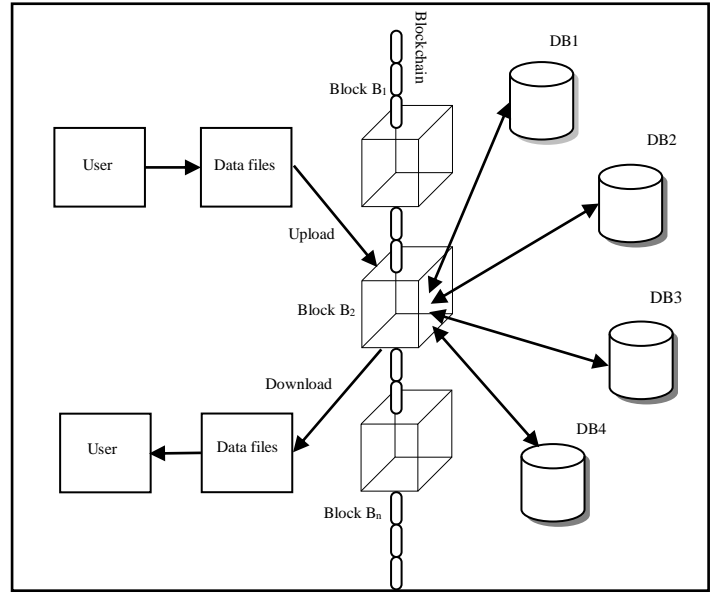 Blockchain
DB1
Block B₁
DB2
User
Data files
Upload
DB3
Block B₂
Download
DB4
User
Data files
Block Bₙ